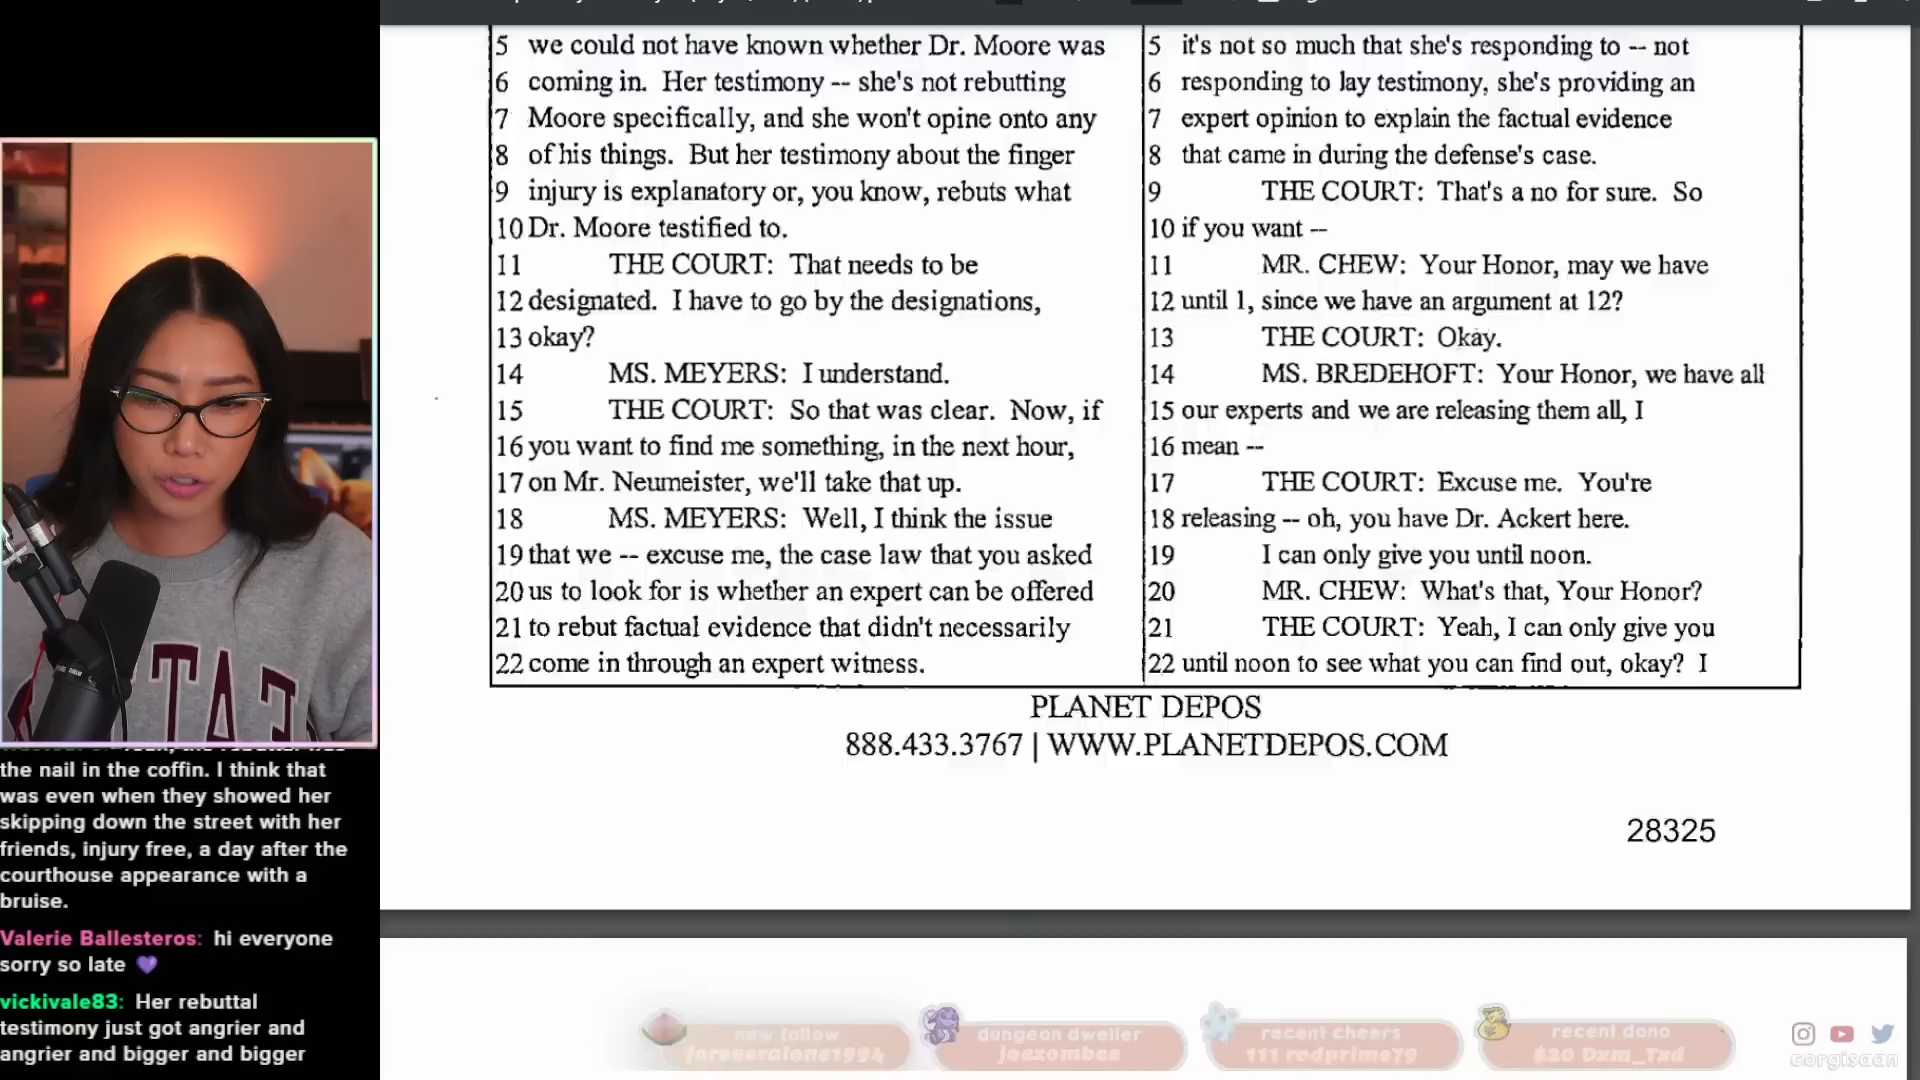 5 we could not have known whether Dr. Moore was
6 coming in. Her testimony -- she's not rebutting
7 Moore specifically, and she won't opine onto any
8 of his things. But her testimony about the finger
9 injury is explanatory or, you know, rebuts what
10 Dr. Moore testified to.
11 THE COURT: That needs to be
12 designated. I have to go by the designations,
13 okay?
14 MS. MEYERS: I understand.
15 THE COURT: So that was clear. Now, if
16 you want to find me something, in the next hour,
17 on Mr. Neumeister, we'll take that up.
18 MS. MEYERS: Well, I think the issue
19 that we -- excuse me, the case law that you asked
20 us to look for is whether an expert can be offered
21 to rebut factual evidence that didn't necessarily
22 come in through an expert witness.
5 it's not so much that she's responding to -- not
6 responding to lay testimony, she's providing an
7 expert opinion to explain the factual evidence
8 that came in during the defense's case.
9 THE COURT: That's a no for sure. So
10 if you want --
11 MR. CHEW: Your Honor, may we have
12 until 1, since we have an argument at 12?
13 THE COURT: Okay.
14 MS. BREDEHOFT: Your Honor, we have all
15 our experts and we are releasing them all, I
16 mean --
17 THE COURT: Excuse me. You're
18 releasing -- oh, you have Dr. Ackert here.
19 I can only give you until noon.
20 MR. CHEW: What's that, Your Honor?
21 THE COURT: Yeah, I can only give you
22 until noon to see what you can find out, okay? I
PLANET DEPOS
888.433.3767 | WWW.PLANETDEPOS.COM
28325
the nail in the coffin. I think that
was even when they showed her
skipping down the street with her
friends, injury free, a day after the
courthouse appearance with a
bruise.
Valerie Ballesteros: hi everyone
sorry so late 💜
vickivale83: Her rebuttal
testimony just got angrier and
angrier and bigger and bigger
new follow
foreveralone1994
dungeon dweller
joezombee
recent cheers
111 redprime79
recent dono
$20 Dxm_Txd
corgisaan